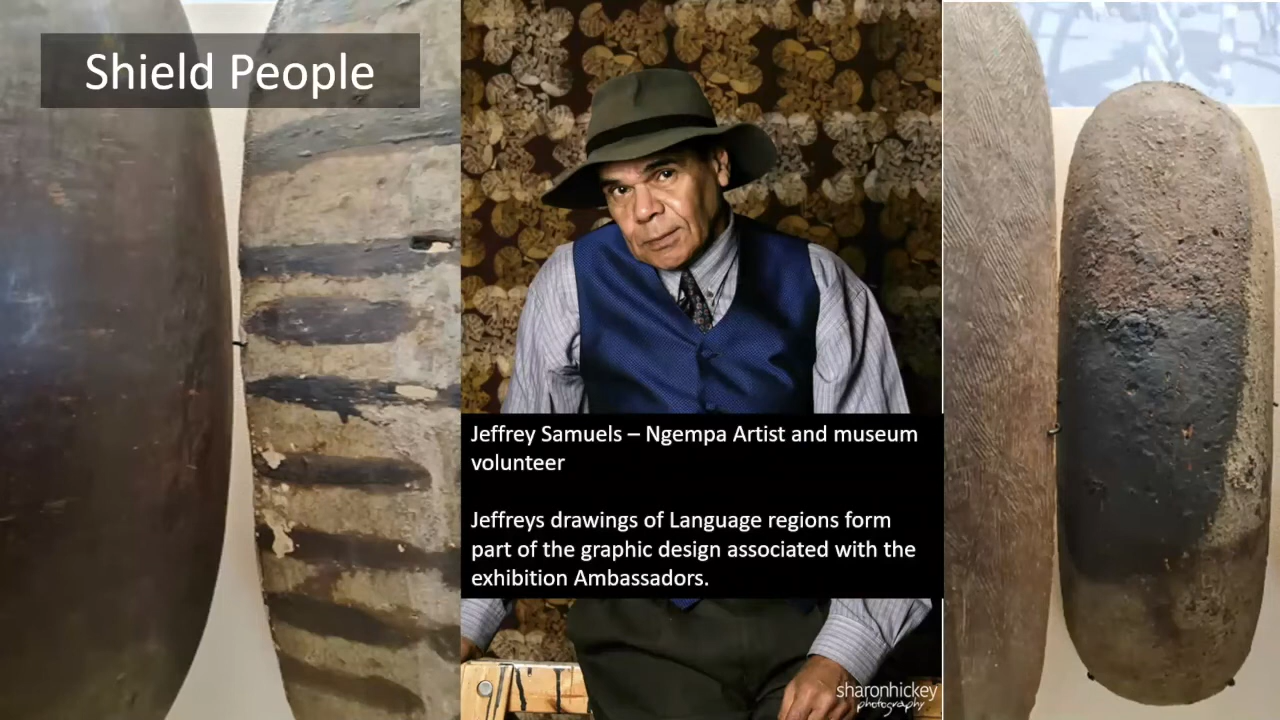 Shield People
Jeffrey Samuels – Ngempa Artist and museum
volunteer
Jeffreys drawings of Language regions form
part of the graphic design associated with the
exhibition Ambassadors.
sharonhickey
photography